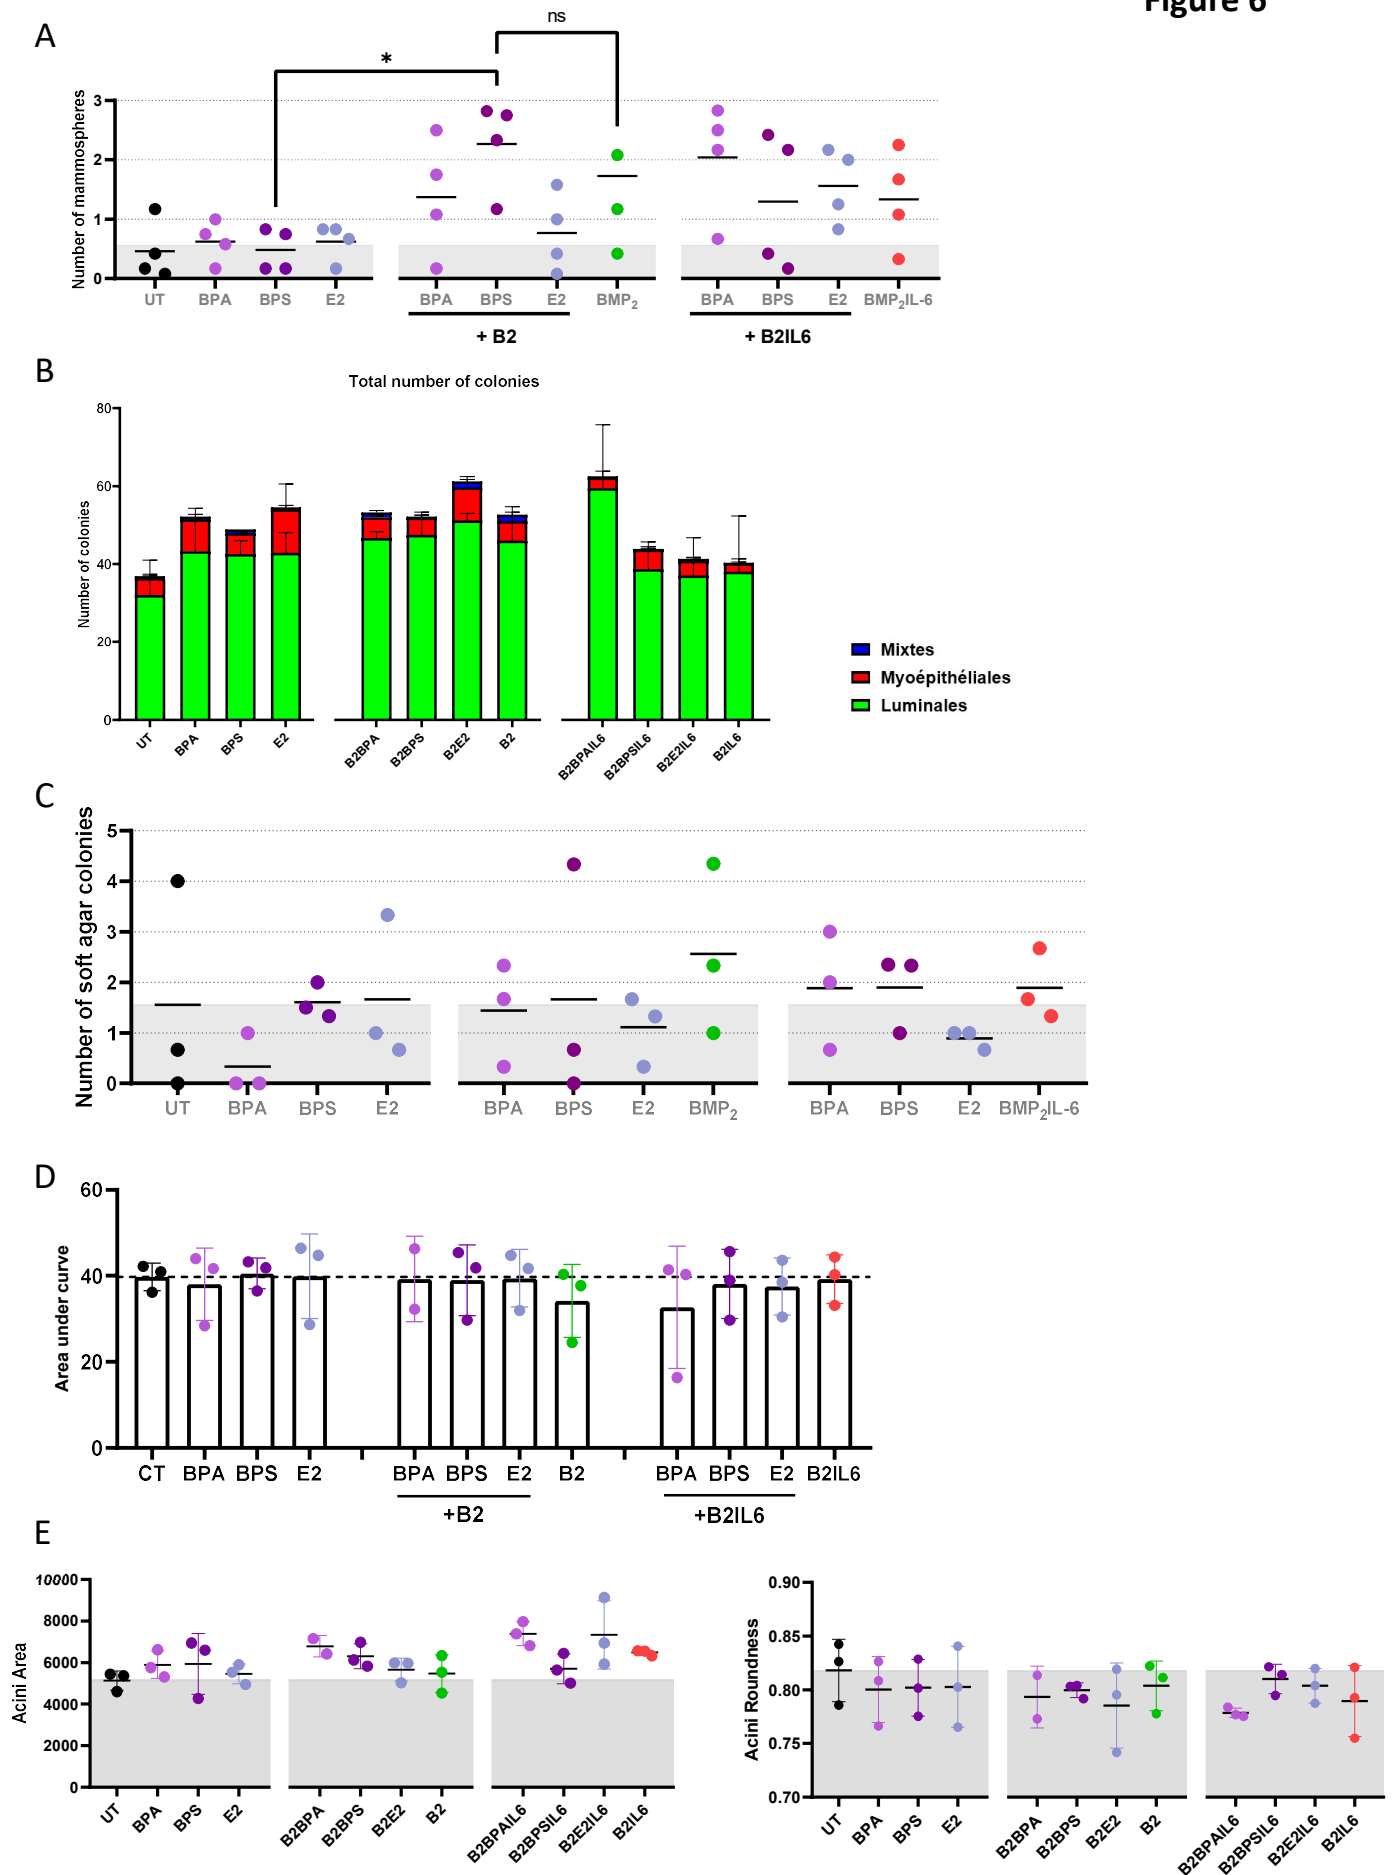 Figure 6
A
ns
*
Number of mammospheres
3
2
1
0
UT BPA BPS E2 BPA BPS E2 BMP2 BPA BPS E2 BMP2IL-6
+ B2 + B2IL6
B
Total number of colonies
Number of colonies
80
60
40
20
0
UT BPA BPS E2 B2BPA B2BPS B2E2 B2 B2BPAIL6 B2BPSIL6 B2E2IL6 B2IL6
Mixtes
Myoépithéliales
Luminales
C
Number of soft agar colonies
5
4
3
2
1
0
UT BPA BPS E2 BPA BPS E2 BMP2 BPA BPS E2 BMP2IL-6
D
Area under curve
60
40
20
0
CT BPA BPS E2 BPA BPS E2 B2 BPA BPS E2 B2IL6
+B2 +B2IL6
E
Acini Area
10000
8000
6000
4000
2000
0
UT BPA BPS E2 B2BPA B2BPS B2E2 B2 B2BPAIL6 B2BPSIL6 B2E2IL6 B2IL6
Acini Roundness
0.90
0.85
0.80
0.75
0.70
UT BPA BPS E2 B2BPA B2BPS B2E2 B2 B2BPAIL6 B2BPSIL6 B2E2IL6 B2IL6